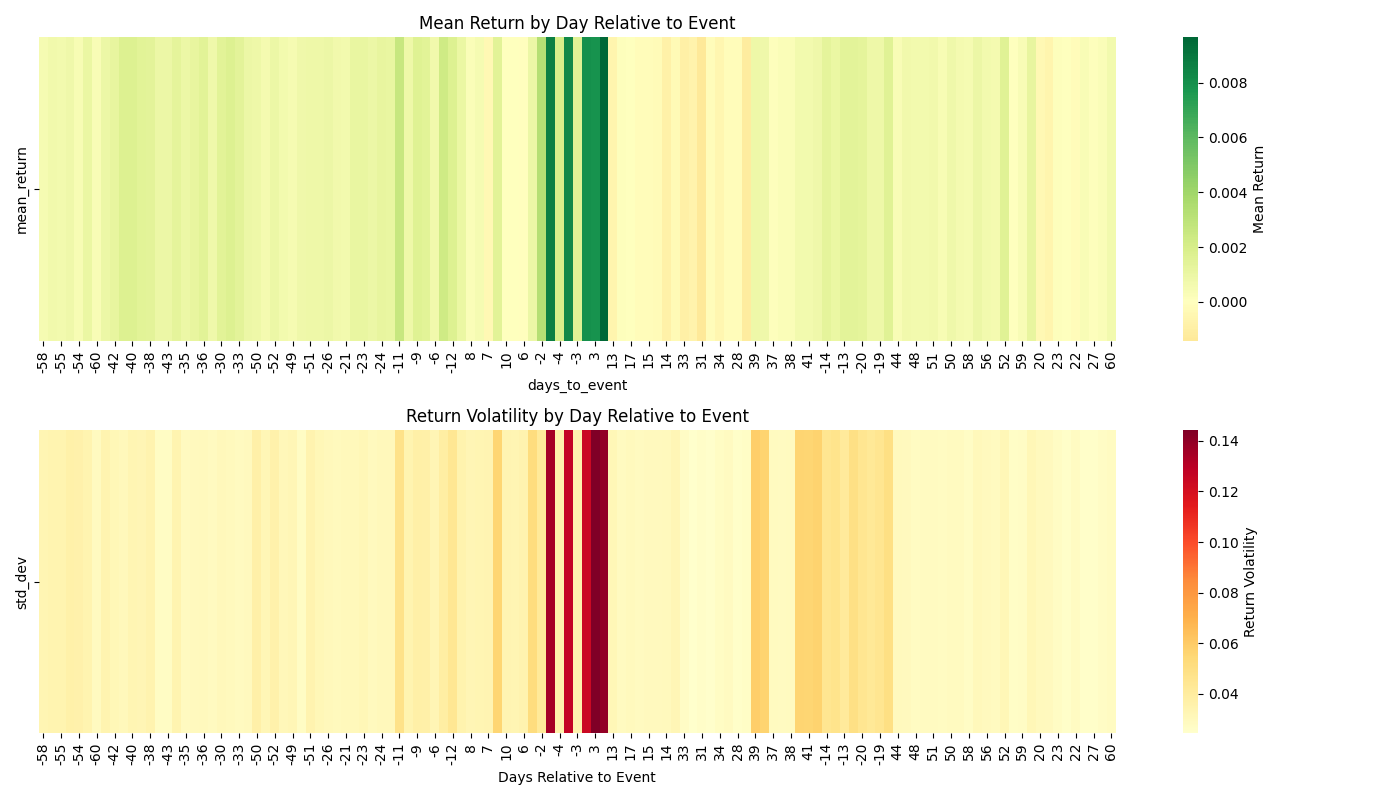 Mean Return by Day Relative to Event
mean_return
-58 -55 -54 -60 -42 -40 -38 -43 -35 -36 -30 -33 -50 -52 -49 -51 -26 -21 -23 -24 -11 -9 -6 -12 8 7 10 6 -2 -4 -3 3 13 17 15 14 33 31 34 28 39 37 38 41 -14 -13 -20 -19 44 48 51 50 58 56 52 59 20 23 22 27 60
days_to_event
0.008
0.006
0.004
0.002
0.000
Mean Return
Return Volatility by Day Relative to Event
std_dev
-58 -55 -54 -60 -42 -40 -38 -43 -35 -36 -30 -33 -50 -52 -49 -51 -26 -21 -23 -24 -11 -9 -6 -12 8 7 10 6 -2 -4 -3 3 13 17 15 14 33 31 34 28 39 37 38 41 -14 -13 -20 -19 44 48 51 50 58 56 52 59 20 23 22 27 60
Days Relative to Event
0.14
0.12
0.10
0.08
0.06
0.04
Return Volatility